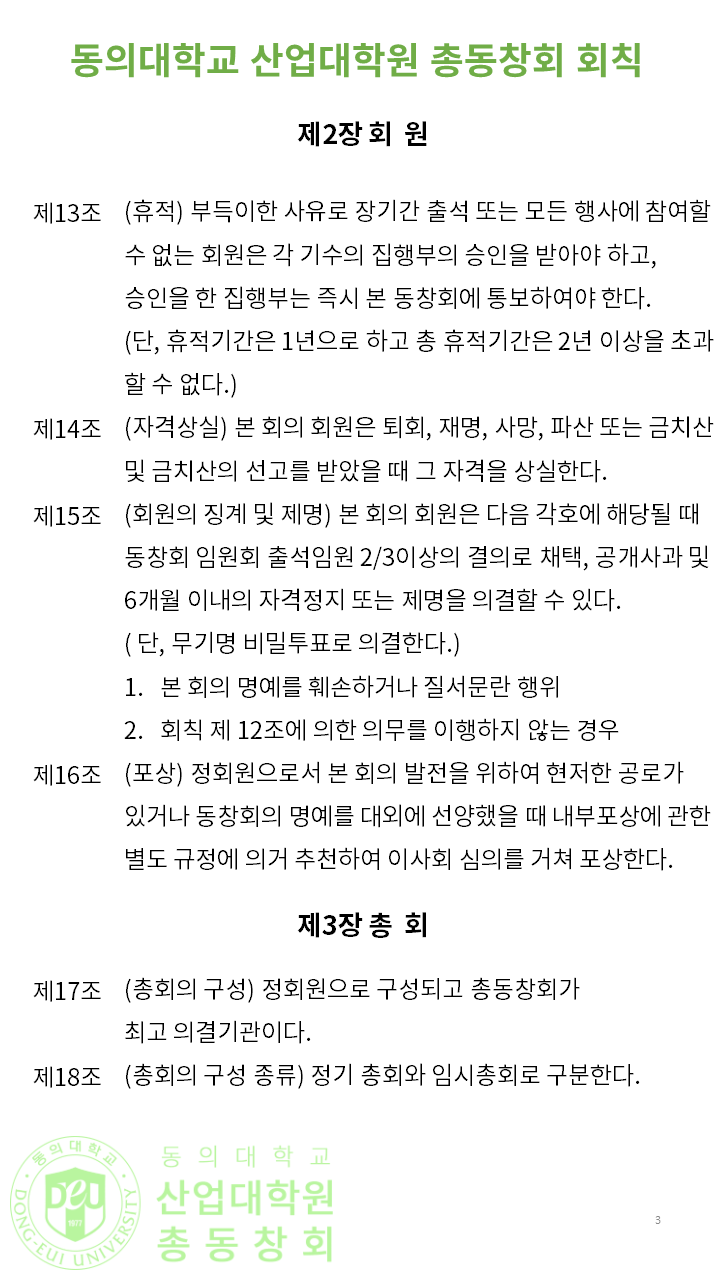 동의대학교 산업대학원 총동창회 회칙
제2장 회 원
제13조 (휴적) 부득이한 사유로 장기간 출석 또는 모든 행사에 참여할
수 없는 회원은 각 기수의 집행부의 승인을 받아야 하고,
승인을 한 집행부는 즉시 본 동창회에 통보하여야 한다.
(단, 휴적기간은 1년으로 하고 총 휴적기간은 2년 이상을 초과
할 수 없다.)
제14조 (자격상실) 본 회의 회원은 퇴회, 재명, 사망, 파산 또는 금치산
및 금치산의 선고를 받았을 때 그 자격을 상실한다.
제15조 (회원의 징계 및 제명) 본 회의 회원은 다음 각호에 해당될 때
동창회 임원회 출석임원 2/3이상의 결의로 채택, 공개사과 및
6개월 이내의 자격정지 또는 제명을 의결할 수 있다.
( 단, 무기명 비밀투표로 의결한다.)
1. 본 회의 명예를 훼손하거나 질서문란 행위
2. 회칙 제 12조에 의한 의무를 이행하지 않는 경우
제16조 (포상) 정회원으로서 본 회의 발전을 위하여 현저한 공로가
있거나 동창회의 명예를 대외에 선양했을 때 내부포상에 관한
별도 규정에 의거 추천하여 이사회 심의를 거쳐 포상한다.
제3장 총 회
제17조 (총회의 구성) 정회원으로 구성되고 총동창회가
최고 의결기관이다.
제18조 (총회의 구성 종류) 정기 총회와 임시총회로 구분한다.
동의대학교
DEU
1977
DONG-EUI UNIVERSITY
동 의 대 학 교
산업대학원
총 동 창 회
3